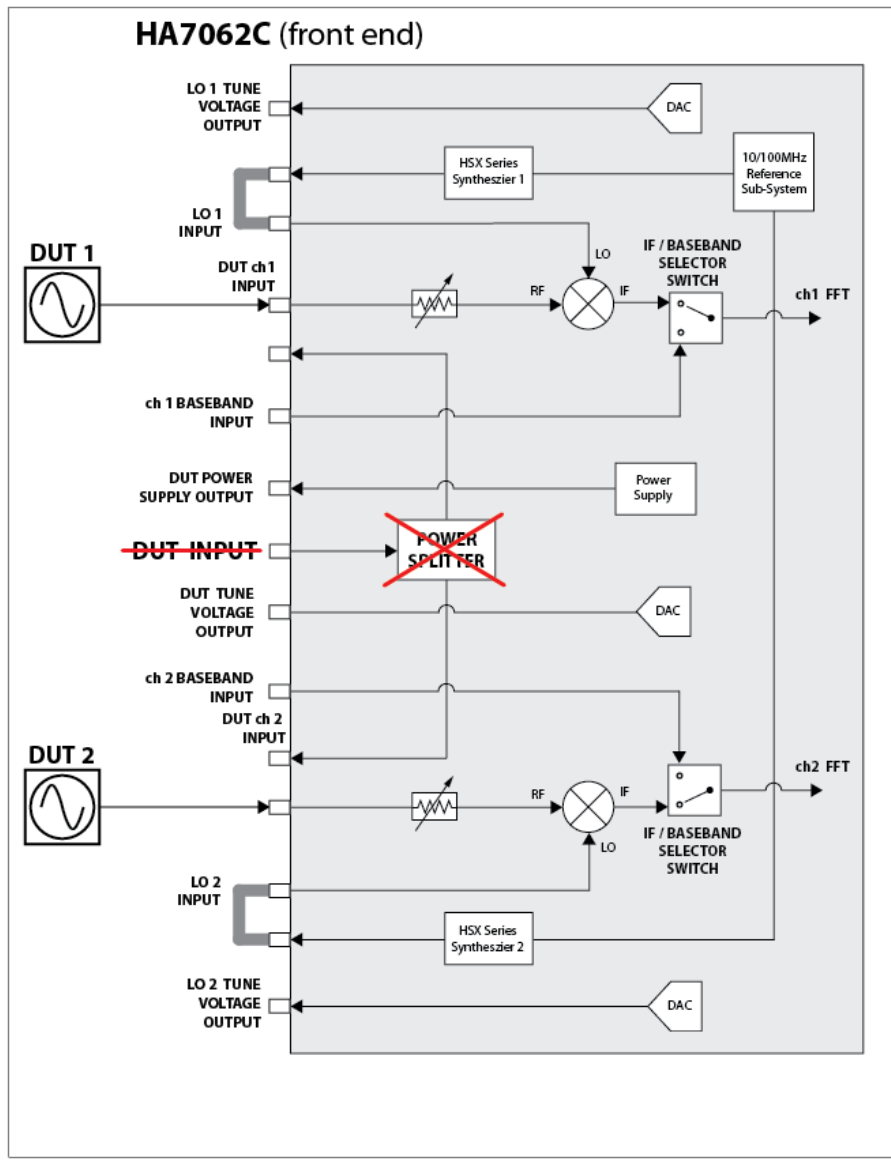 HA7062C (front end)
LO 1 TUNE
VOLTAGE
OUTPUT
DAC
HSX Series
Syntheszier 1
10/100MHz
Reference
Sub-System
LO 1
INPUT
LO
IF / BASEBAND
SELECTOR
SWITCH
DUT 1
DUT ch1
INPUT
RF
IF
ch1 FFT
ch 1 BASEBAND
INPUT
DUT POWER
SUPPLY OUTPUT
Power
Supply
DUT INPUT
POWER
SPLITTER
DUT TUNE
VOLTAGE
OUTPUT
DAC
ch 2 BASEBAND
INPUT
DUT ch 2
INPUT
DUT 2
RF
IF
ch2 FFT
LO
IF / BASEBAND
SELECTOR
SWITCH
LO 2
INPUT
HSX Series
Syntheszier 2
LO 2 TUNE
VOLTAGE
OUTPUT
DAC